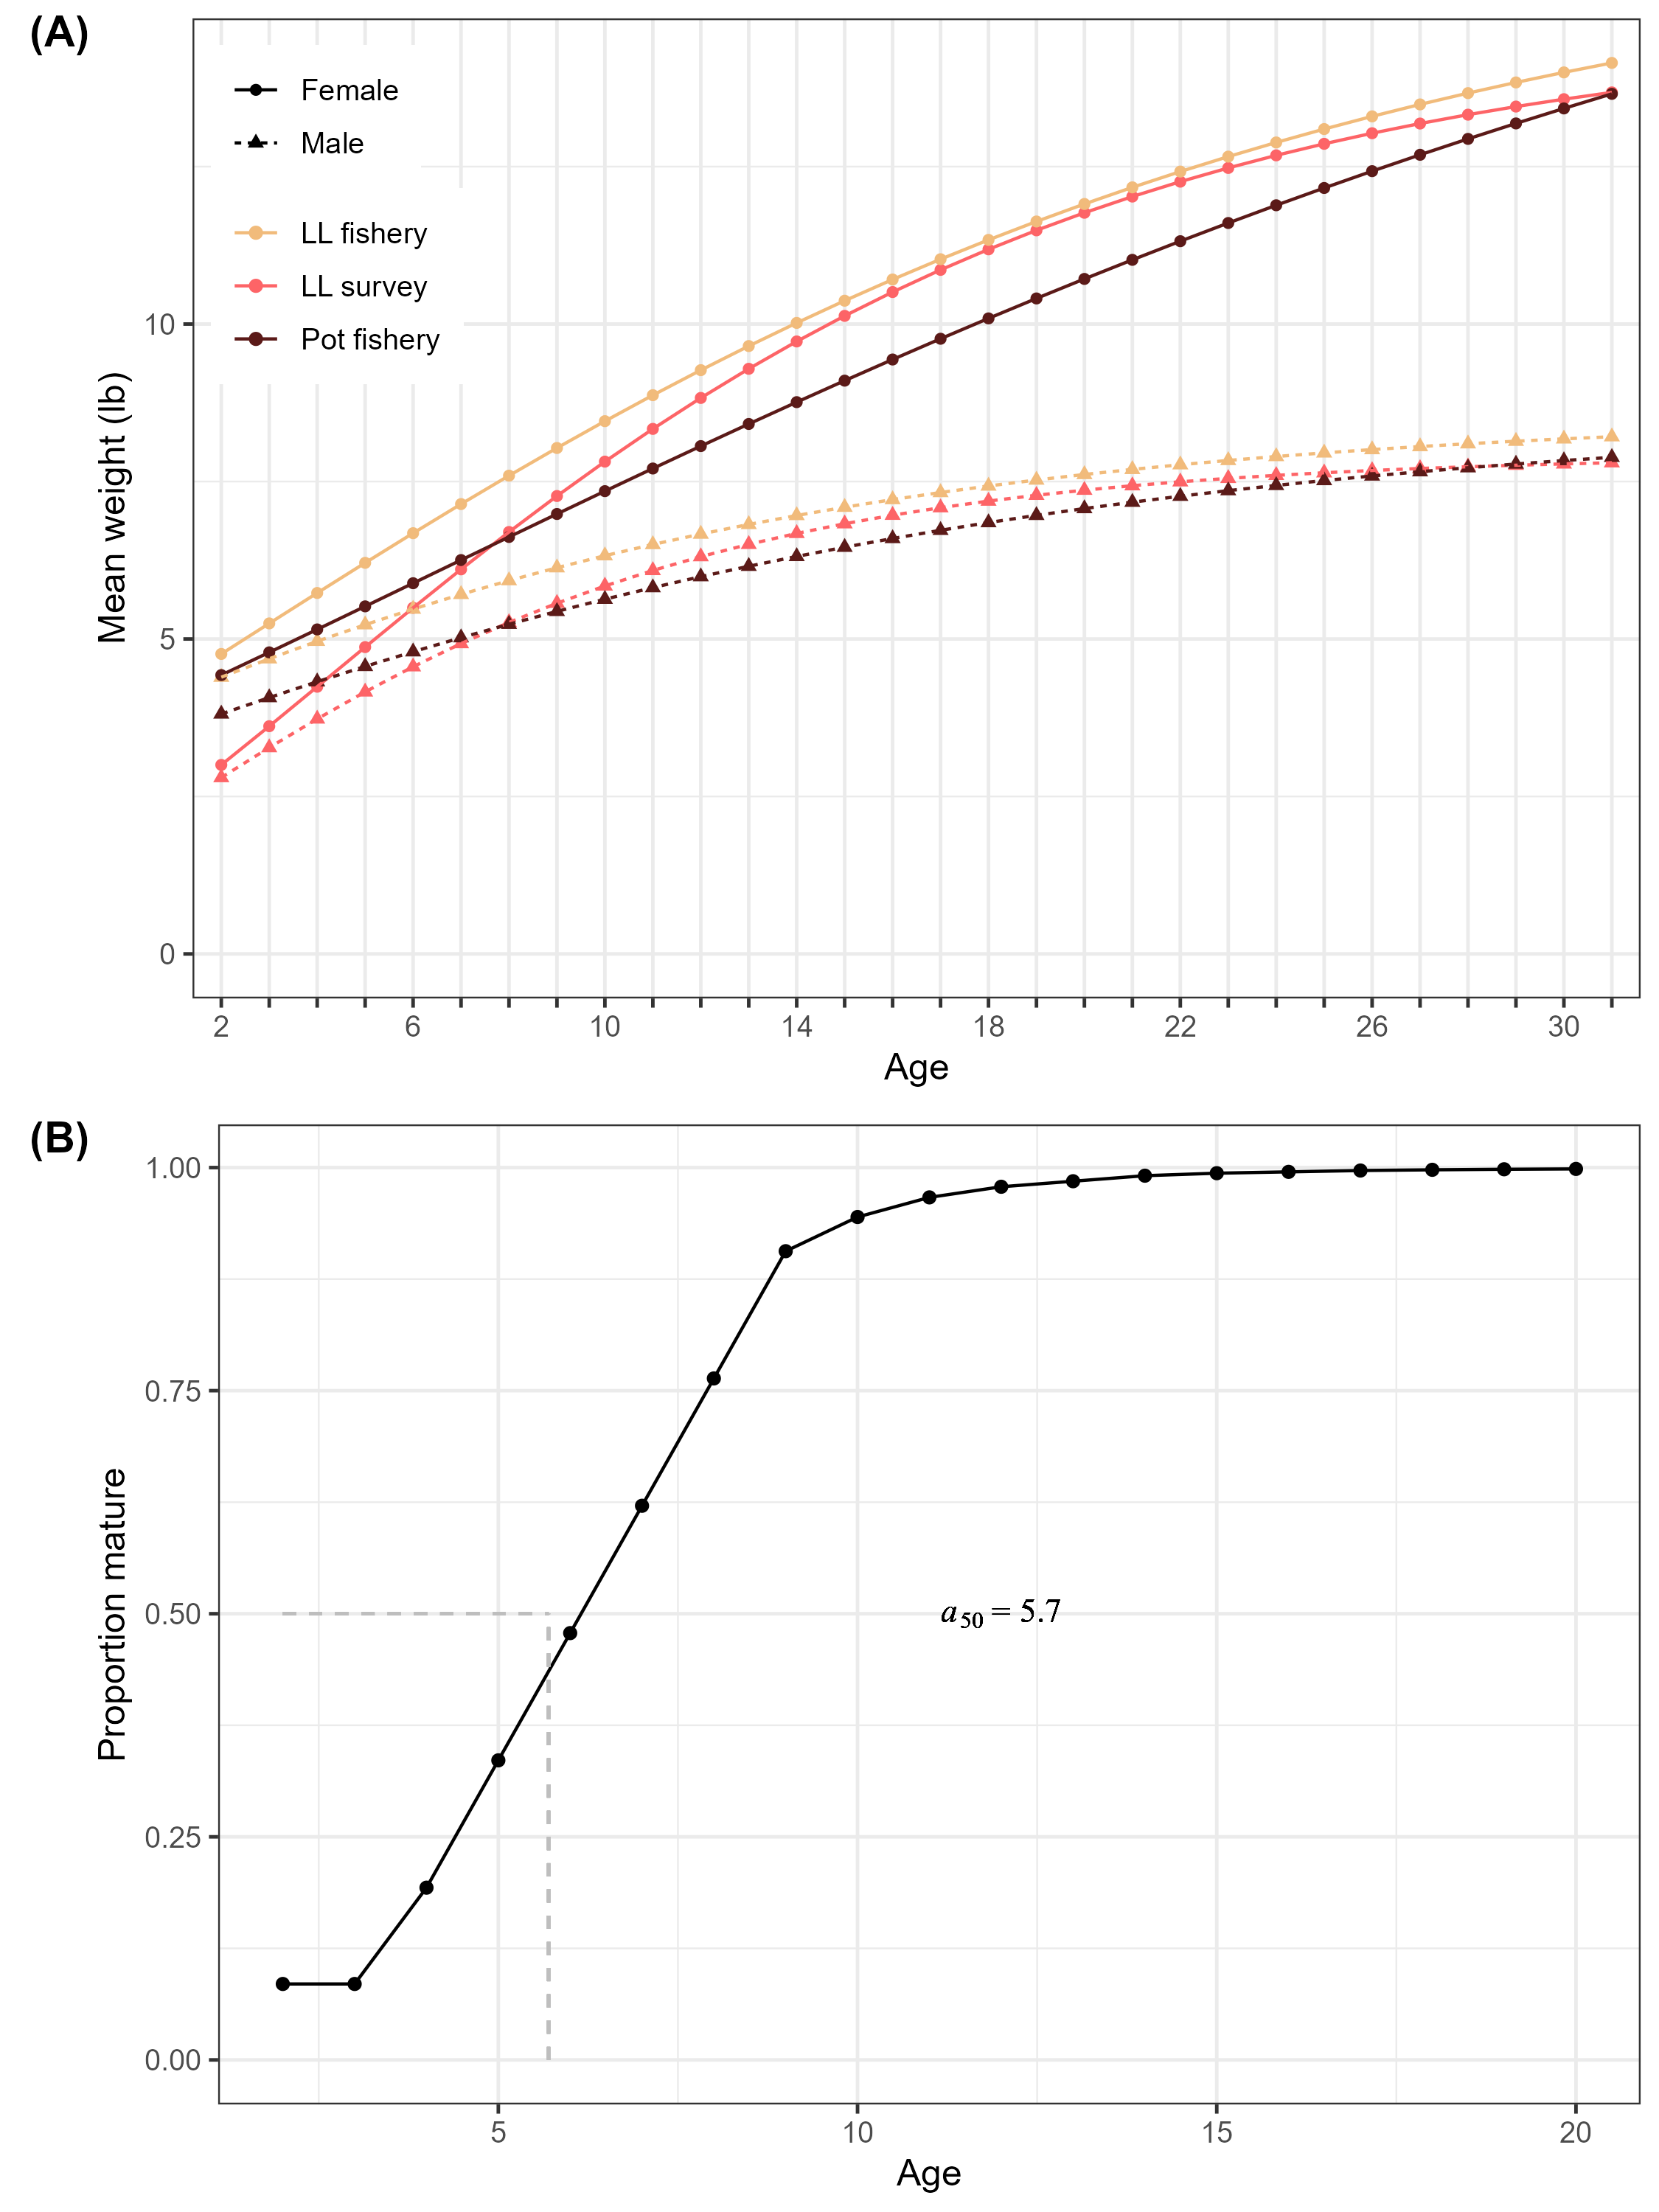 (A)
Female
Male
LL fishery
LL survey
Pot fishery
10
5
0
Mean weight (lb)
2 6 10 14 18 22 26 30
Age
(B)
1.00
0.75
0.50
0.25
0.00
Proportion mature
a50 = 5.7
5 10 15 20
Age